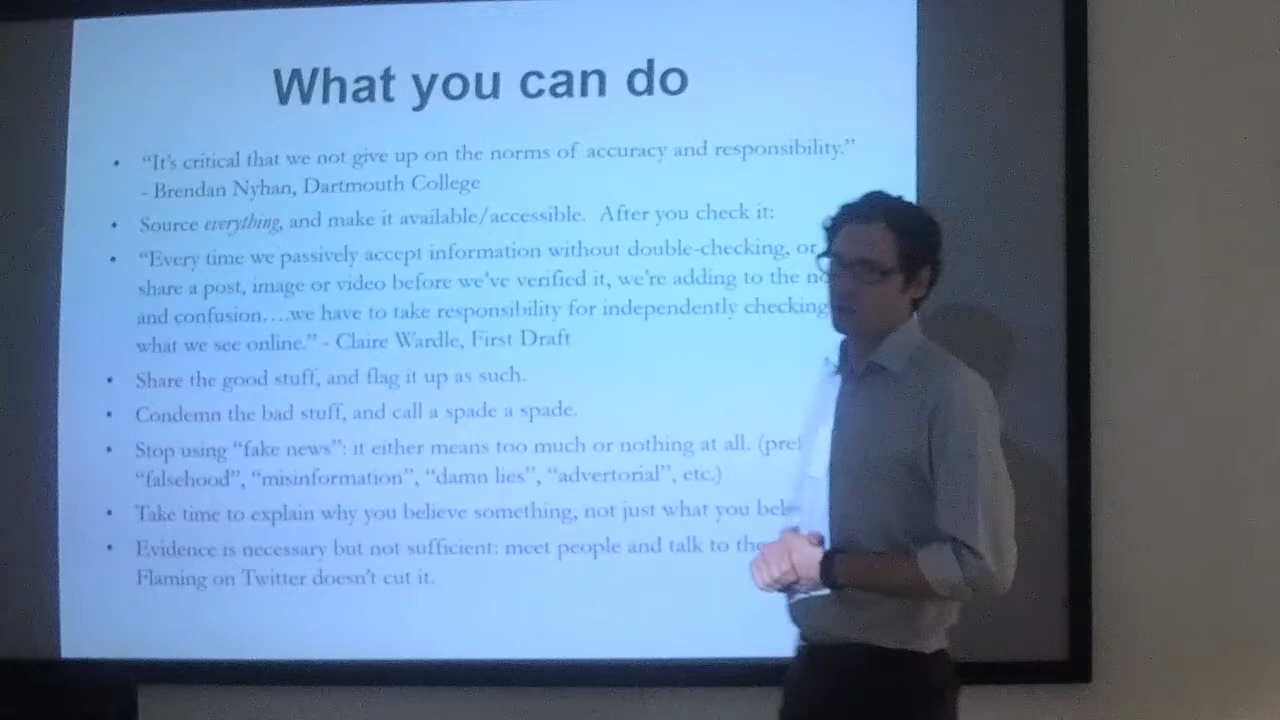 What you can do
• “It’s critical that we not give up on the norms of accuracy and responsibility.”
- Brendan Nyhan, Dartmouth College
• Source everything, and make it available/accessible. After you check it:
• “Every time we passively accept information without double-checking, or
share a post, image or video before we’ve verified it, we’re adding to the
and confusion….we have to take responsibility for independently checking
what we see online.” - Claire Wardle, First Draft
• Share the good stuff, and flag it up as such.
• Condemn the bad stuff, and call a spade a spade.
• Stop using “fake news”: it either means too much or nothing at all.
“falsehood”, “misinformation”, “damn lies”, “advertorial”, etc.)
• Take time to explain why you believe something, not just what you
• Evidence is necessary but not sufficient: meet people and talk to
Flaming on Twitter doesn’t cut it.